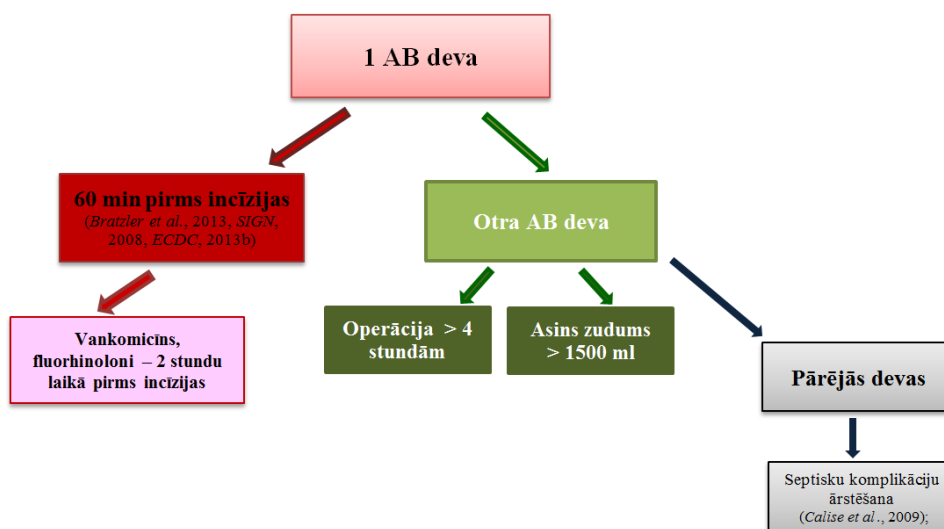 1 AB deva
60 min pirms incīzijas
(Bratzler et al., 2013, SIGN,
2008, ECDC, 2013b)
Otra AB deva
Vankomicīns,
fluorhinoloni – 2 stundu
laikā pirms incīzijas
Operācija > 4
stundām
Asins zudums
> 1500 ml
Pārējās devas
Septisku komplikāciju
ārstēšana
(Calise et al., 2009);